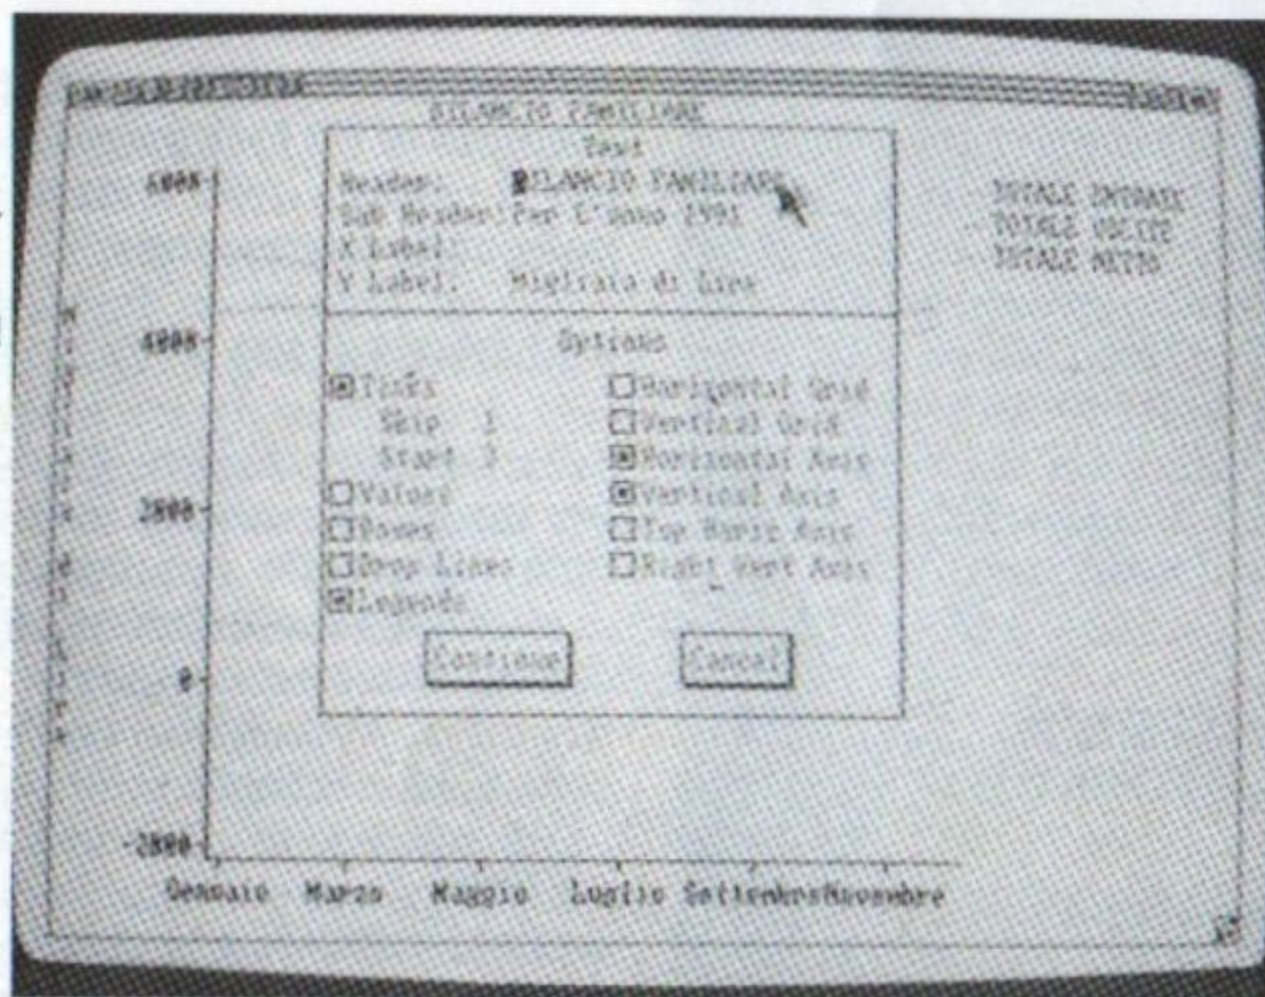 BILANCIO FAMILIARE
Text
Header: BILANCIO FAMILIARE
Sub Header: Per L'anno 1991
X Label:
Y Label: Migliaia di Lire
TOTALE ENTRATE
TOTALE USCITE
TOTALE NETTO
Options
Ticks
Skip 1
Start
Values
Boxes
Drop Lines
Legends
Horizontal Grid
Vertical Grid
Horizontal Axis
Vertical Axis
Top Horiz Axis
Right Vert Axis
Continue
Cancel
6000
4000
2000
0
-2000
Migliaia di Lire
Gennaio Marzo Maggio Luglio Settembre Novembre